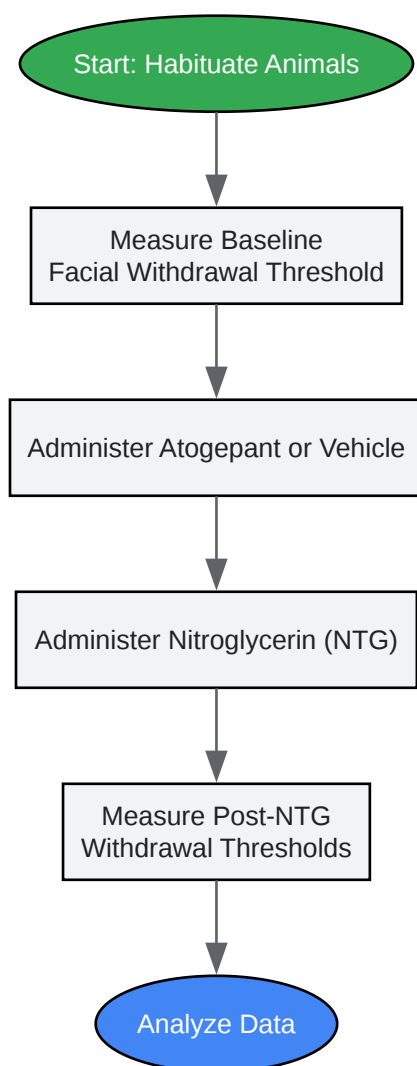 Start: Habituate Animals
Measure Baseline
Facial Withdrawal Threshold
Administer Atogepant or Vehicle
Administer Nitroglycerin (NTG)
Measure Post-NTG
Withdrawal Thresholds
Analyze Data